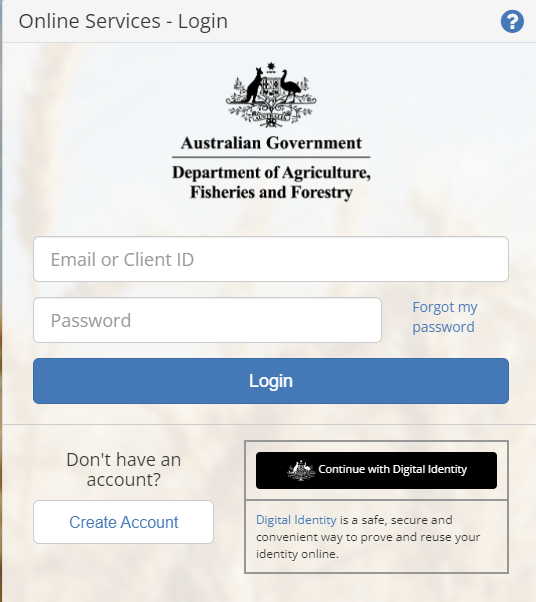 Online Services - Login
?
Australian Government
Department of Agriculture,
Fisheries and Forestry
Email or Client ID
Password
Forgot my
password
Login
Don't have an
account?
Create Account
Continue with Digital Identity
Digital Identity is a safe, secure and
convenient way to prove and reuse your
identity online.